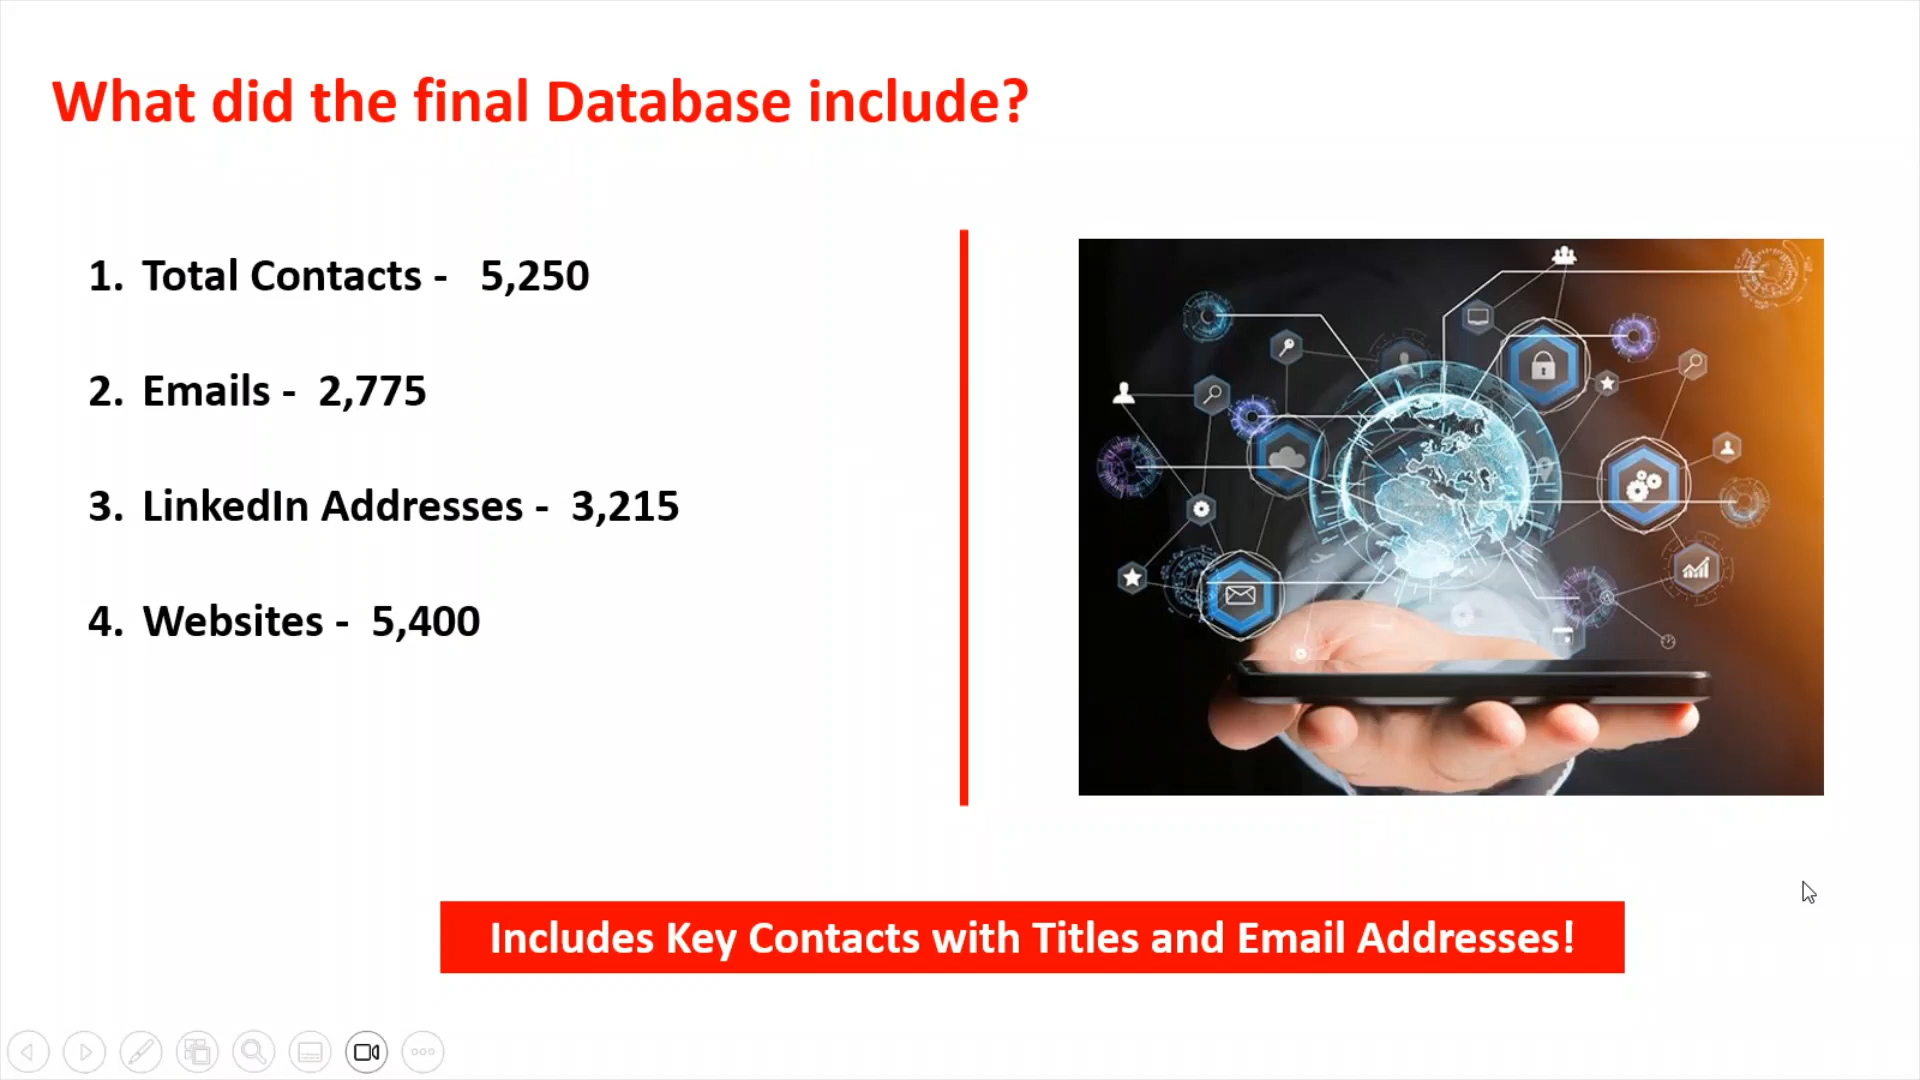 What did the final Database include?
1. Total Contacts - 5,250
2. Emails - 2,775
3. LinkedIn Addresses - 3,215
4. Websites - 5,400
Includes Key Contacts with Titles and Email Addresses!